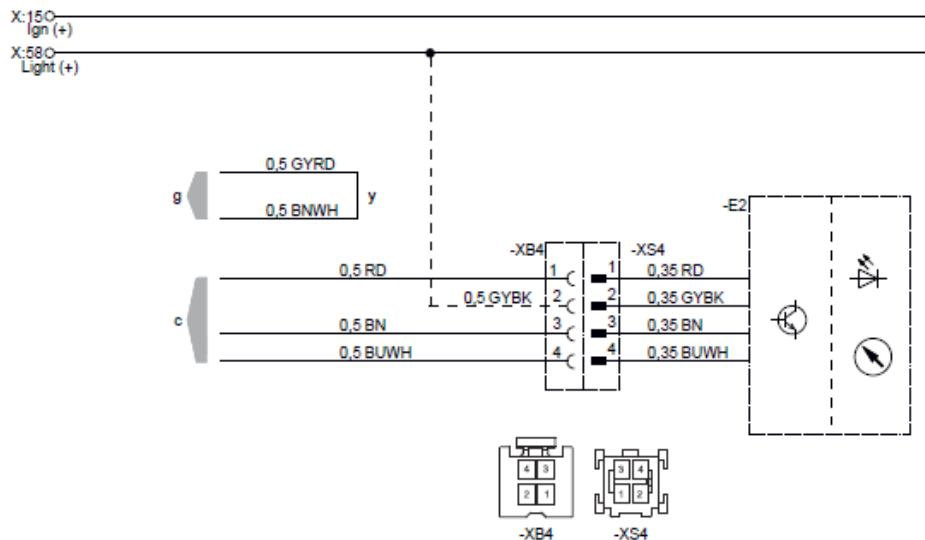 X:15
Ign (+)
X:58
Light (+)
0,5 GYRD
g
y
0,5 BNWH
-E2
-XB4
-XS4
0,5 RD
1
1
0,35 RD
0,5 GYBK
2
2
0,35 GYBK
c
0,5 BN
3
3
0,35 BN
0,5 BUWH
4
4
0,35 BUWH
4 3
3 4
2 1
1 2
-XB4
-XS4